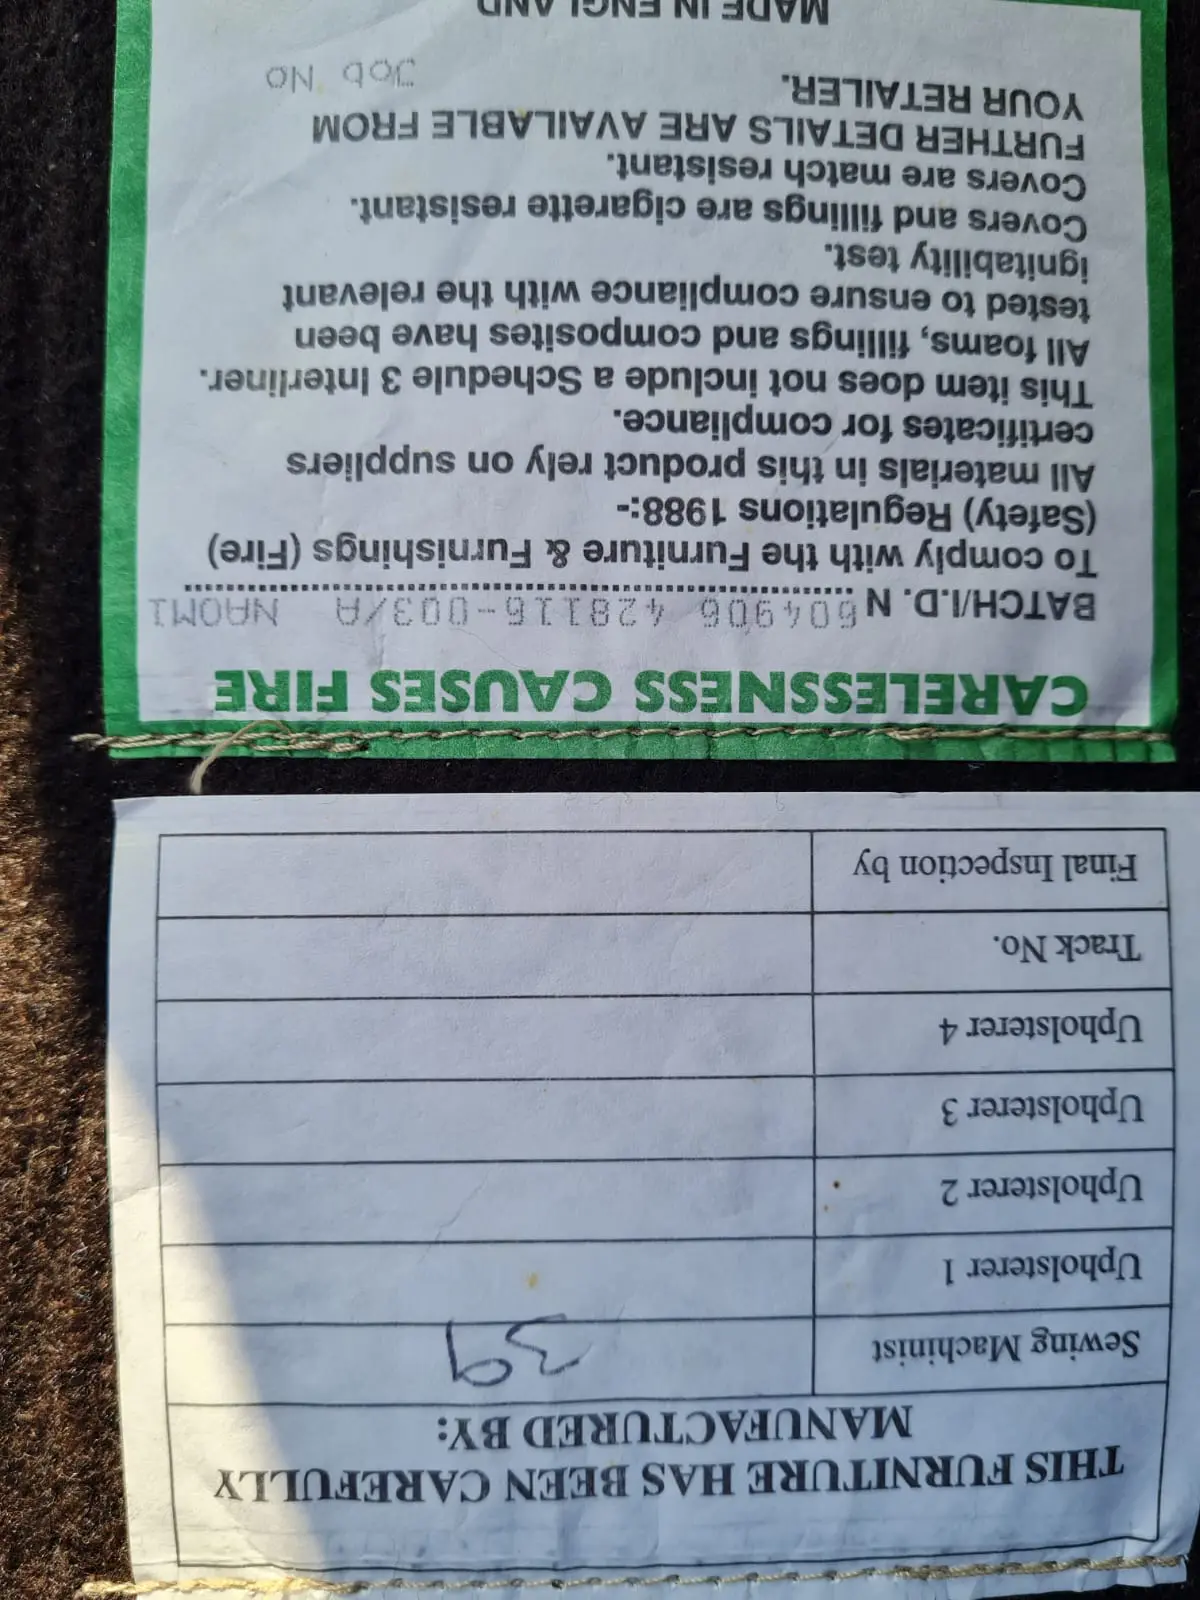 THIS FURNITURE HAS BEEN CAREFULLY
MANUFACTURED BY:
Sewing Machinist 39
Upholsterer 1
Upholsterer 2
Upholsterer 3
Upholsterer 4
Track No.
Final Inspection by
CARELESSNESS CAUSES FIRE
BATCH/I.D. N 604906 428116-003/A NAOMI
To comply with the Furniture & Furnishings (Fire)
(Safety) Regulations 1988:-
All materials in this product rely on suppliers
certificates for compliance.
This item does not include a Schedule 3 Interliner.
All foams, fillings and composites have been
tested to ensure compliance with the relevant
ignitability test.
Covers and fillings are cigarette resistant.
Covers are match resistant.
FURTHER DETAILS ARE AVAILABLE FROM
YOUR RETAILER.
Job No
MADE IN ENGLAND